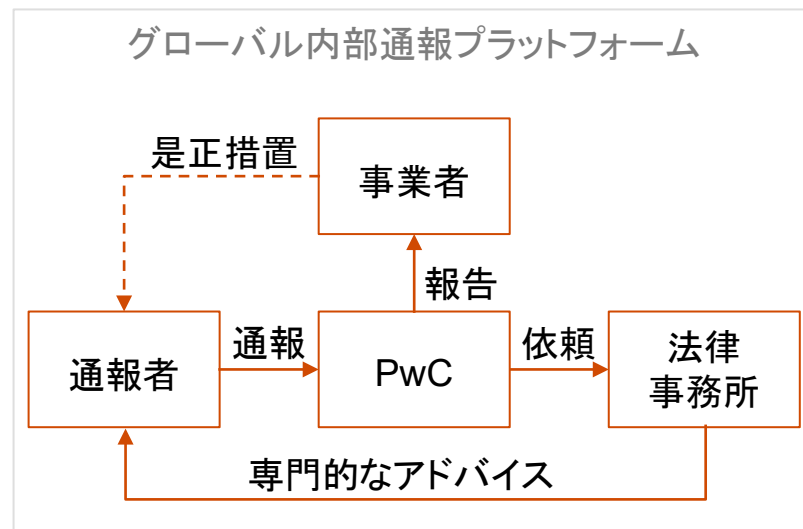 グローバル内部通報プラットフォーム
是正措置
事業者
報告
通報者
通報
PwC
依頼
法律
事務所
専門的なアドバイス